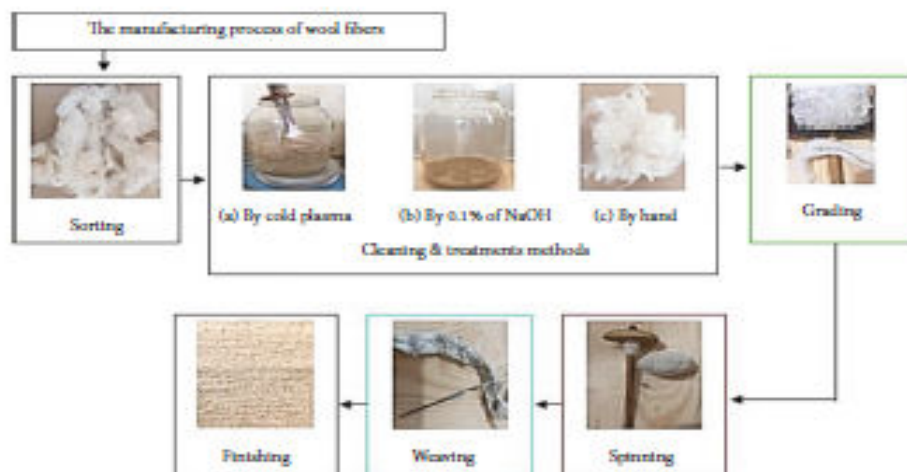 The manufacturing process of wool fibers
Sorting
(a) By cold plasma
(b) By 0.1% of NaOH
(c) By hand
Cleaning & treatments methods
Grading
Finishing
Weaving
Spinning